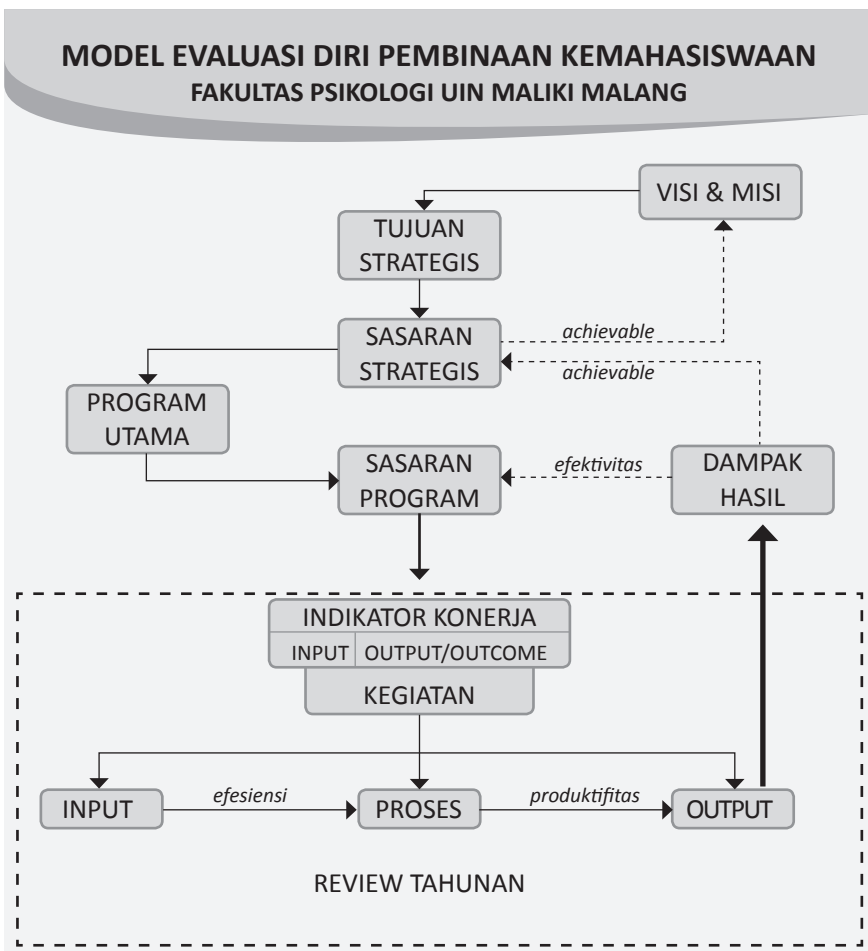 MODEL EVALUASI DIRI PEMBINAAN KEMAHASISWAAN
FAKULTAS PSIKOLOGI UIN MALIKI MALANG
VISI & MISI
TUJUAN
STRATEGIS
SASARAN
STRATEGIS
achievable
achievable
PROGRAM
UTAMA
SASARAN
PROGRAM
efektivitas
DAMPAK
HASIL
INDIKATOR KONERJA
INPUT OUTPUT/OUTCOME
KEGIATAN
INPUT
efesiensi
PROSES
produktifitas
OUTPUT
REVIEW TAHUNAN